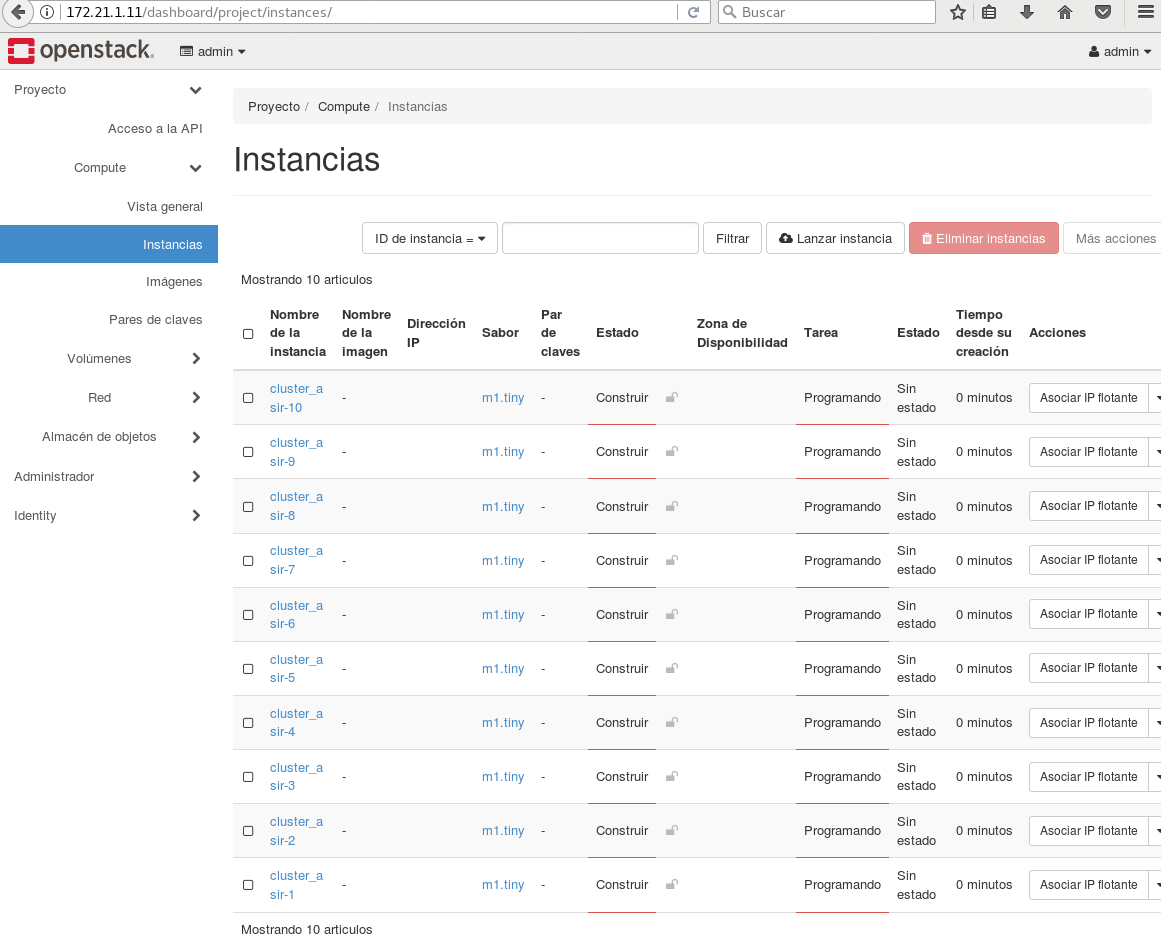 172.21.1.11/dashboard/project/instances/
Buscar
openstack.
admin
admin
Proyecto
Acceso a la API
Compute
Vista general
Instancias
Imágenes
Pares de claves
Volúmenes
Red
Almacén de objetos
Administrador
Identity
Proyecto / Compute / Instancias
Instancias
ID de instancia =
Filtrar
Lanzar instancia
Eliminar instancias
Más acciones
Mostrando 10 articulos
Nombre de la instancia
Nombre de la imagen
Dirección IP
Sabor
Par de claves
Estado
Zona de Disponibilidad
Tarea
Estado
Tiempo desde su creación
Acciones
cluster_asir-10 - m1.tiny - Construir Programando Sin estado 0 minutos Asociar IP flotante
cluster_asir-9 - m1.tiny - Construir Programando Sin estado 0 minutos Asociar IP flotante
cluster_asir-8 - m1.tiny - Construir Programando Sin estado 0 minutos Asociar IP flotante
cluster_asir-7 - m1.tiny - Construir Programando Sin estado 0 minutos Asociar IP flotante
cluster_asir-6 - m1.tiny - Construir Programando Sin estado 0 minutos Asociar IP flotante
cluster_asir-5 - m1.tiny - Construir Programando Sin estado 0 minutos Asociar IP flotante
cluster_asir-4 - m1.tiny - Construir Programando Sin estado 0 minutos Asociar IP flotante
cluster_asir-3 - m1.tiny - Construir Programando Sin estado 0 minutos Asociar IP flotante
cluster_asir-2 - m1.tiny - Construir Programando Sin estado 0 minutos Asociar IP flotante
cluster_asir-1 - m1.tiny - Construir Programando Sin estado 0 minutos Asociar IP flotante
Mostrando 10 articulos